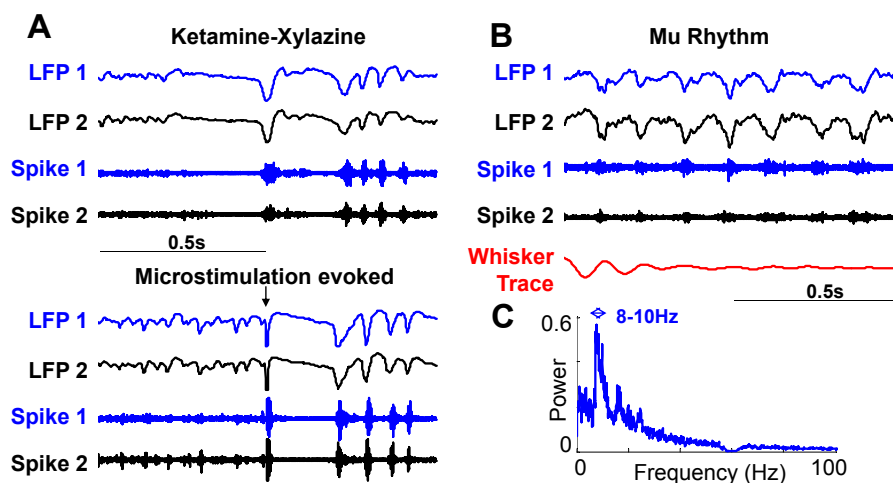 A
Ketamine-Xylazine
LFP 1
LFP 2
Spike 1
Spike 2
0.5s
Microstimulation evoked
LFP 1
LFP 2
Spike 1
Spike 2
B
Mu Rhythm
LFP 1
LFP 2
Spike 1
Spike 2
Whisker
Trace
0.5s
C
8-10Hz
0.6
Power
0
0
Frequency (Hz)
100